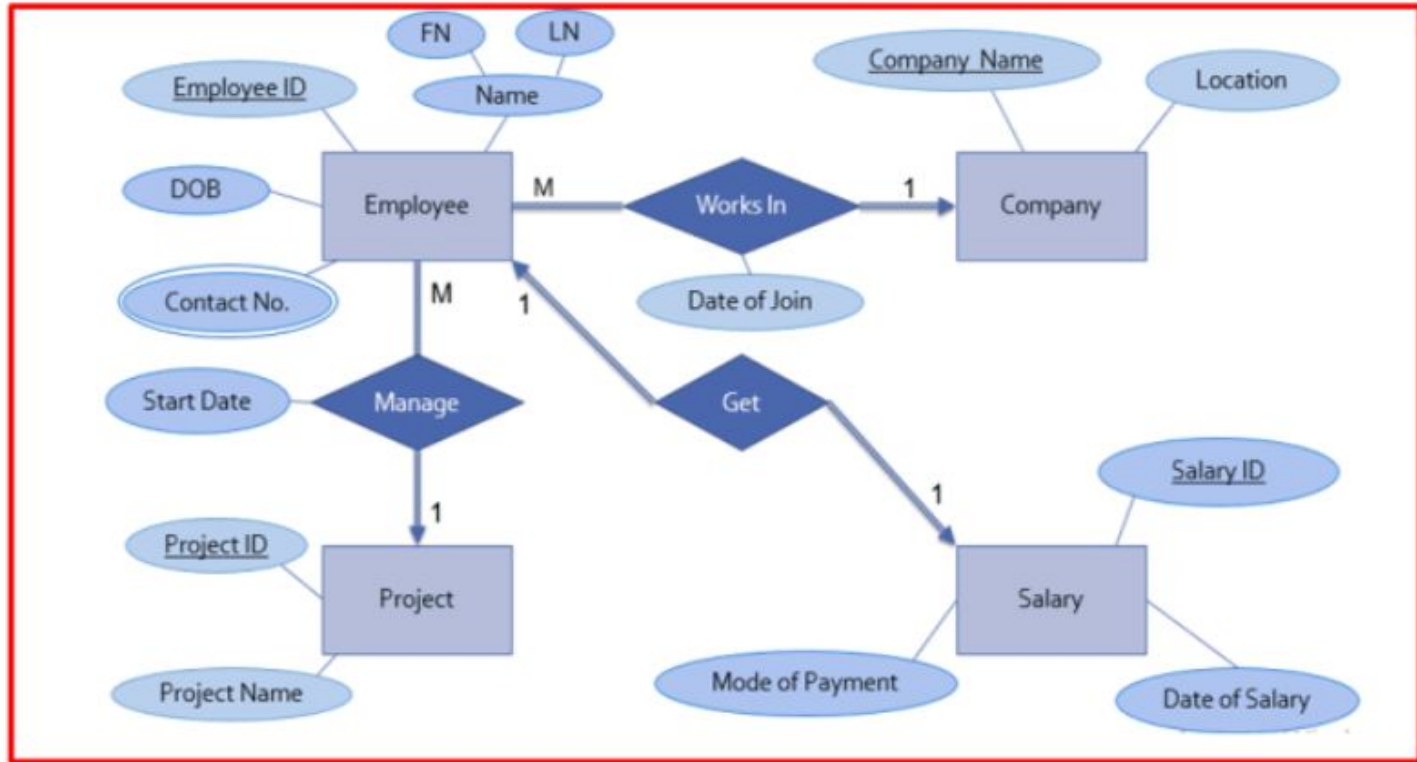 FN
LN
Company Name
Employee ID
Name
Location
DOB
Employee
M
Works In
1
Company
Contact No.
M
1
Date of Join
Start Date
Manage
Get
Salary ID
1
1
Project ID
Project
Salary
Mode of Payment
Project Name
Date of Salary